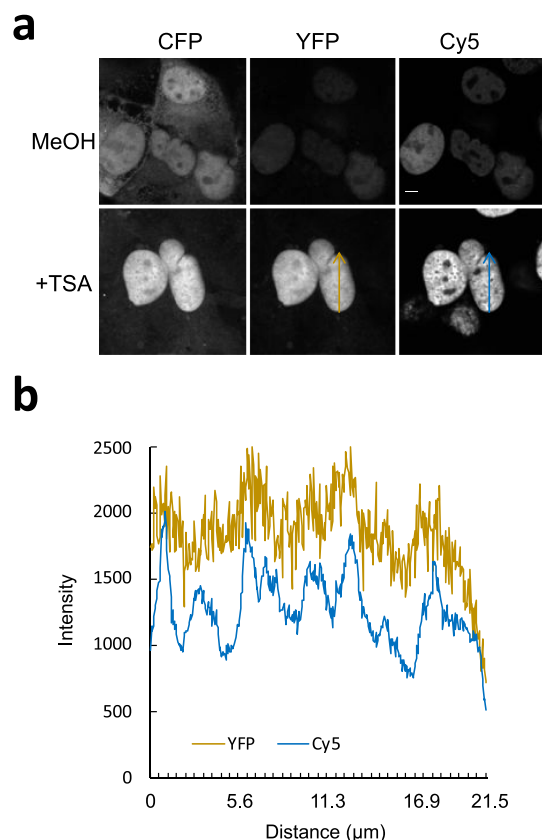 a
CFP YFP Cy5
MeOH
+TSA
b
2500
2000
1500
1000
500
0
Intensity
YFP Cy5
0 5.6 11.3 16.9 21.5
Distance (µm)